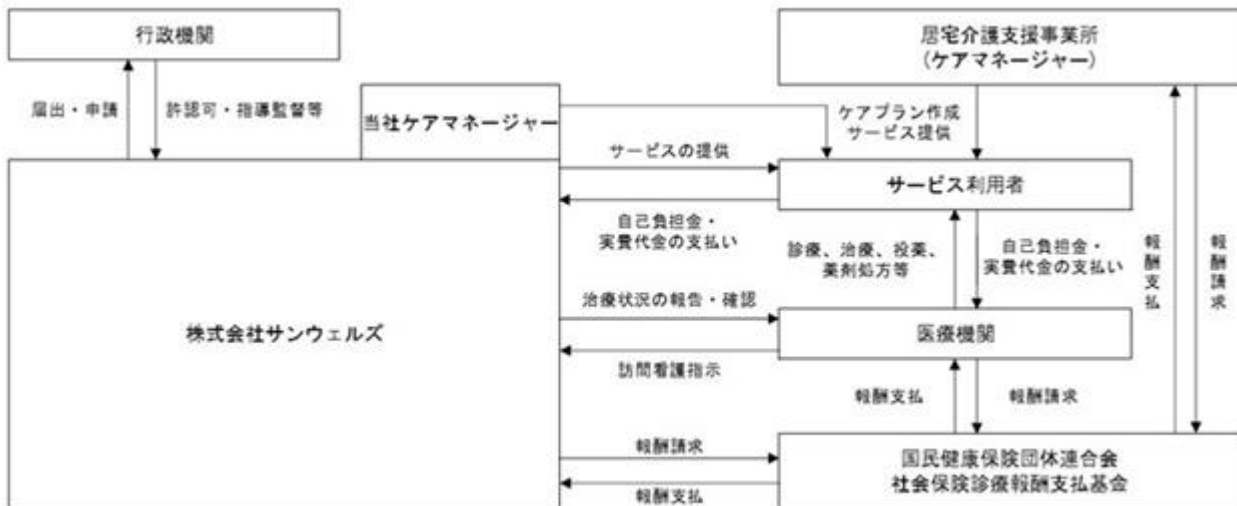 行政機関
居宅介護支援事業所
(ケアマネージャー)
届出・申請
許認可・指導監督等
当社ケアマネージャー
ケアプラン作成
サービス提供
サービスの提供
サービス利用者
自己負担金・
実費代金の支払い
診療、治療、投薬、
薬剤処方等
自己負担金・
実費代金の支払い
報酬支払
報酬請求
治療状況の報告・確認
株式会社サンウェルズ
医療機関
訪問看護指示
報酬支払
報酬請求
報酬請求
国民健康保険団体連合会
社会保険診療報酬支払基金
報酬支払